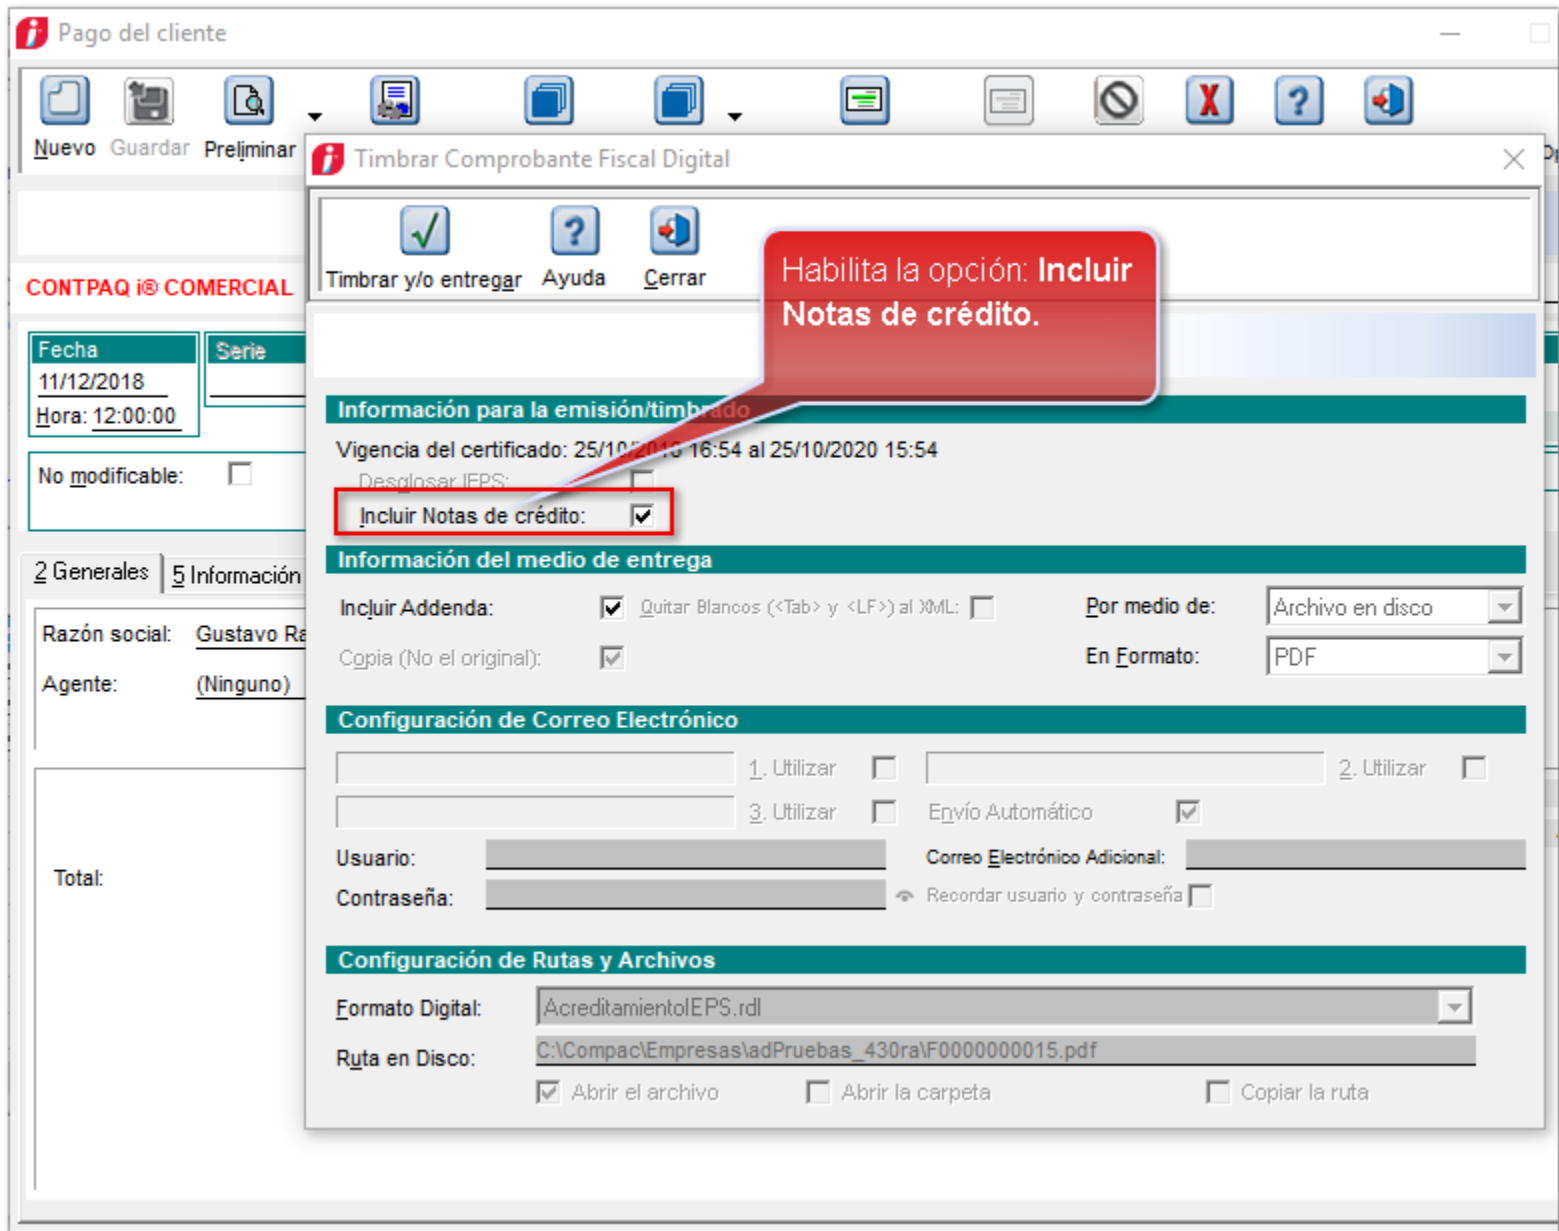 Pago del cliente
Nuevo Guardar Preliminar
Timbrar Comprobante Fiscal Digital
Timbrar y/o entregar Ayuda Cerrar
Habilita la opción: Incluir
Notas de crédito.
CONTPAQ i® COMERCIAL
Fecha Serie
11/12/2018
Hora: 12:00:00
No modificable:
2 Generales 5 Información
Razón social: Gustavo Ra
Agente: (Ninguno)
Total:
Información para la emisión/timbrado
Vigencia del certificado: 25/10/2016 16:54 al 25/10/2020 15:54
Desglosar IEPS:
Incluir Notas de crédito:
Información del medio de entrega
Incluir Addenda: Quitar Blancos (<Tab> y <LF>) al XML: Por medio de: Archivo en disco
Copia (No el original): En Formato: PDF
Configuración de Correo Electrónico
1. Utilizar 2. Utilizar
3. Utilizar Envío Automático
Usuario: Correo Electrónico Adicional:
Contraseña: Recordar usuario y contraseña
Configuración de Rutas y Archivos
Formato Digital: AcreditamientoIEPS.rdl
Ruta en Disco: C:\Compac\Empresas\adPruebas_430ra\F0000000015.pdf
Abrir el archivo Abrir la carpeta Copiar la ruta